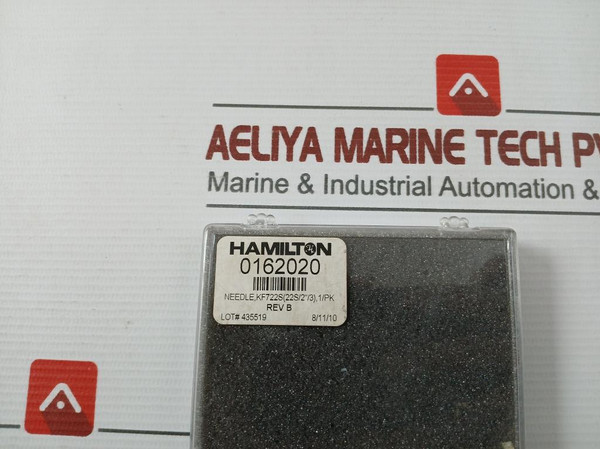 AELIYA MARINE TECH
Marine & Industrial Automation &
HAMILTON
0162020
NEEDLE,KF722S(22S/2"/3),1/PK
REV B
LOT# 435519 8/11/10